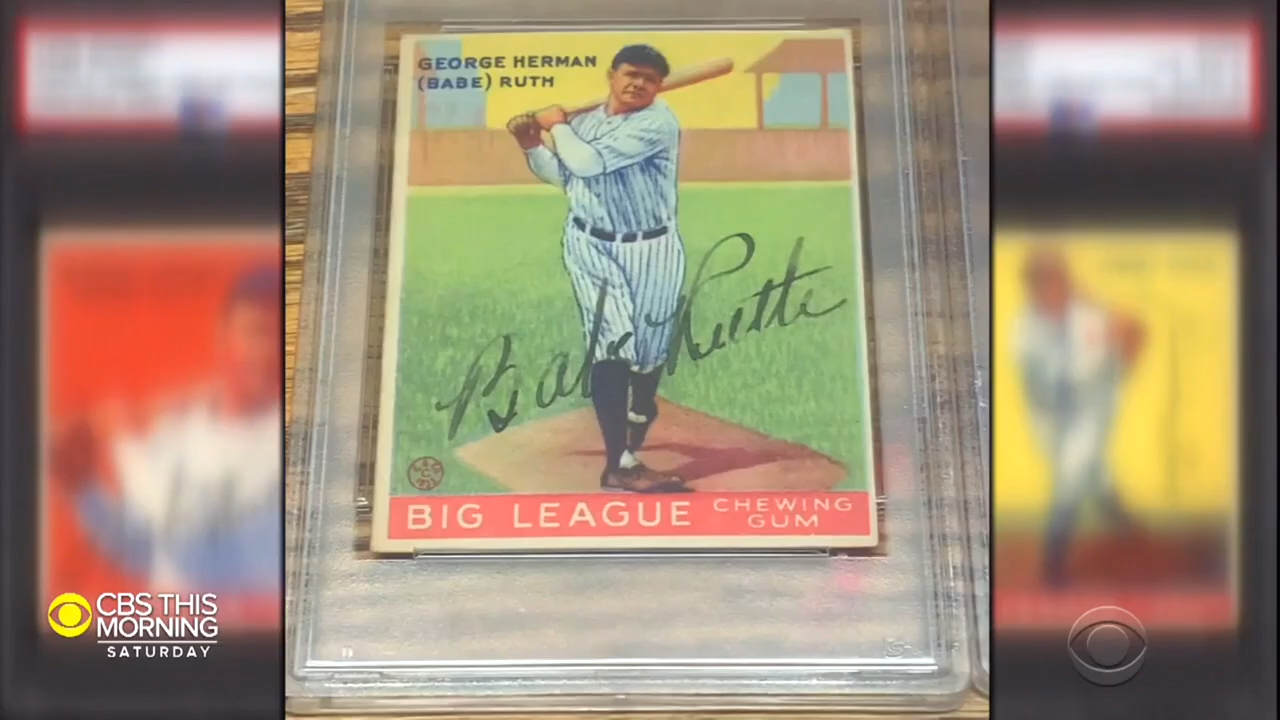 GEORGE HERMAN
(BABE) RUTH
Babe Ruth
BIG LEAGUE CHEWING
GUM
CBS THIS
MORNING
SATURDAY